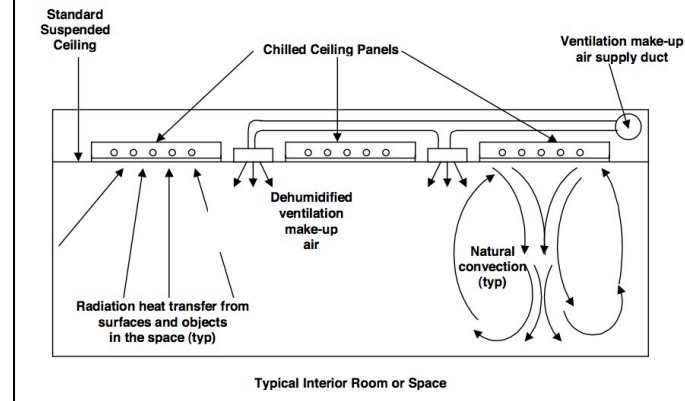 Standard
Suspended
Ceiling
Chilled Ceiling Panels
Ventilation make-up
air supply duct
Dehumidified
ventilation
make-up
air
Natural
convection
(typ)
Radiation heat transfer from
surfaces and objects
in the space (typ)
Typical Interior Room or Space